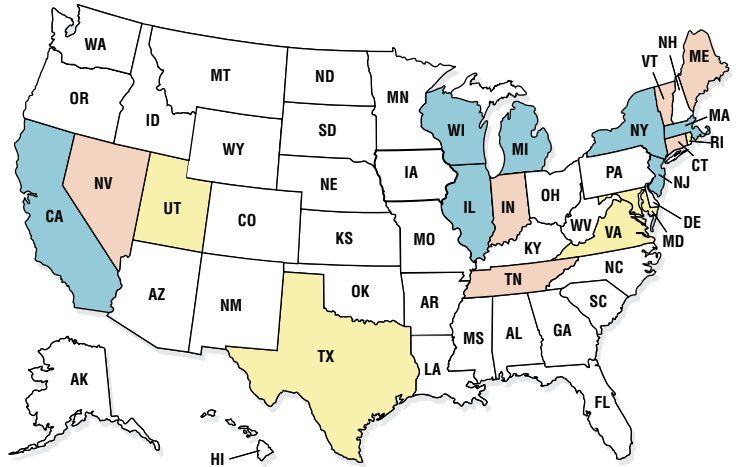 WA
MT
ND
MN
NH
VT
ME
OR
ID
SD
WI
MI
NY
MA
RI
CT
WY
NE
IA
PA
NJ
NV
UT
CO
KS
MO
IL
IN
OH
WV
VA
DE
MD
CA
KY
NC
TN
AZ
NM
OK
AR
SC
MS
AL
GA
TX
LA
FL
AK
HI